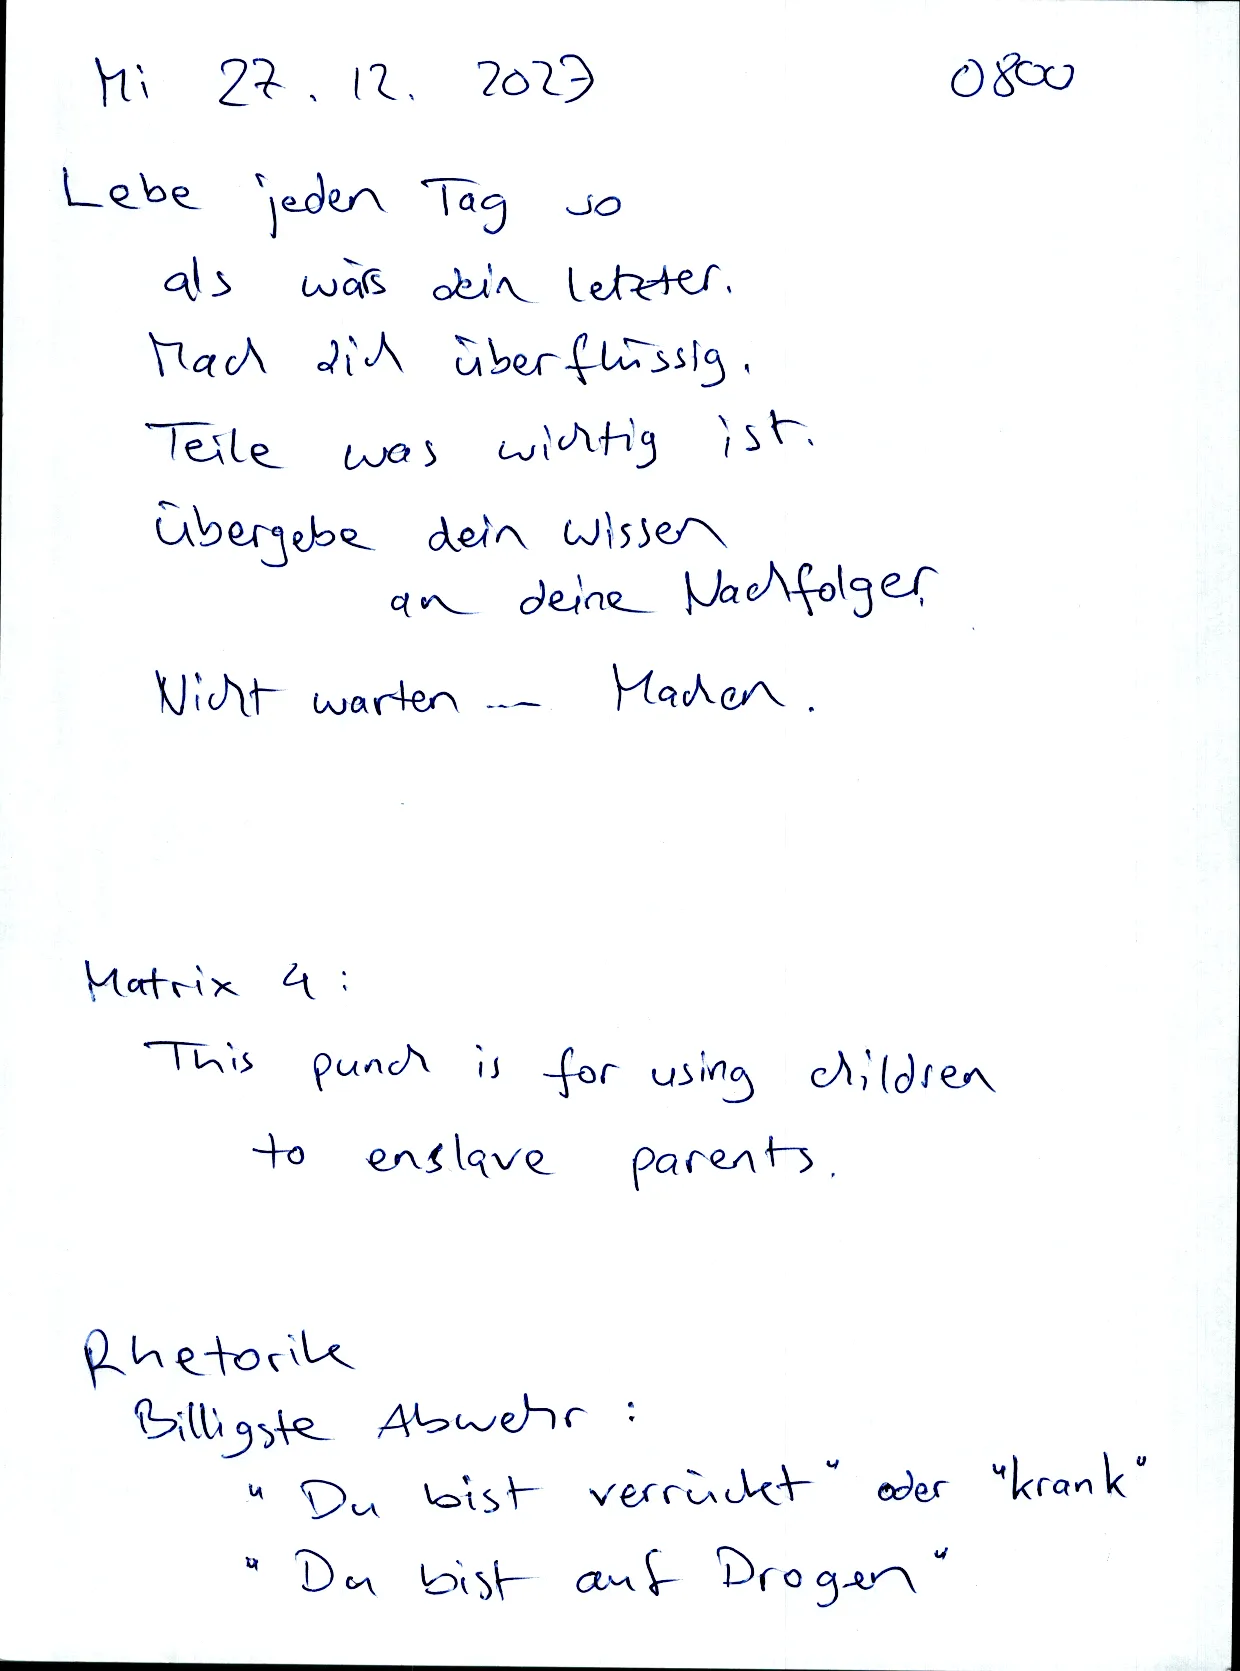 Mi 27. 12. 2023 0800
Lebe jeden Tag so
als wärs dein letzter.
Mach dich überflüssig.
Teile was wichtig ist.
Übergebe dein wissen
an deine Nachfolger.
Nicht warten — Machen.
Matrix 4:
This punch is for using children
to enslave parents.
Rhetorik
Billigste Abwehr:
"Du bist verrückt" oder "krank"
"Du bist auf Drogen"